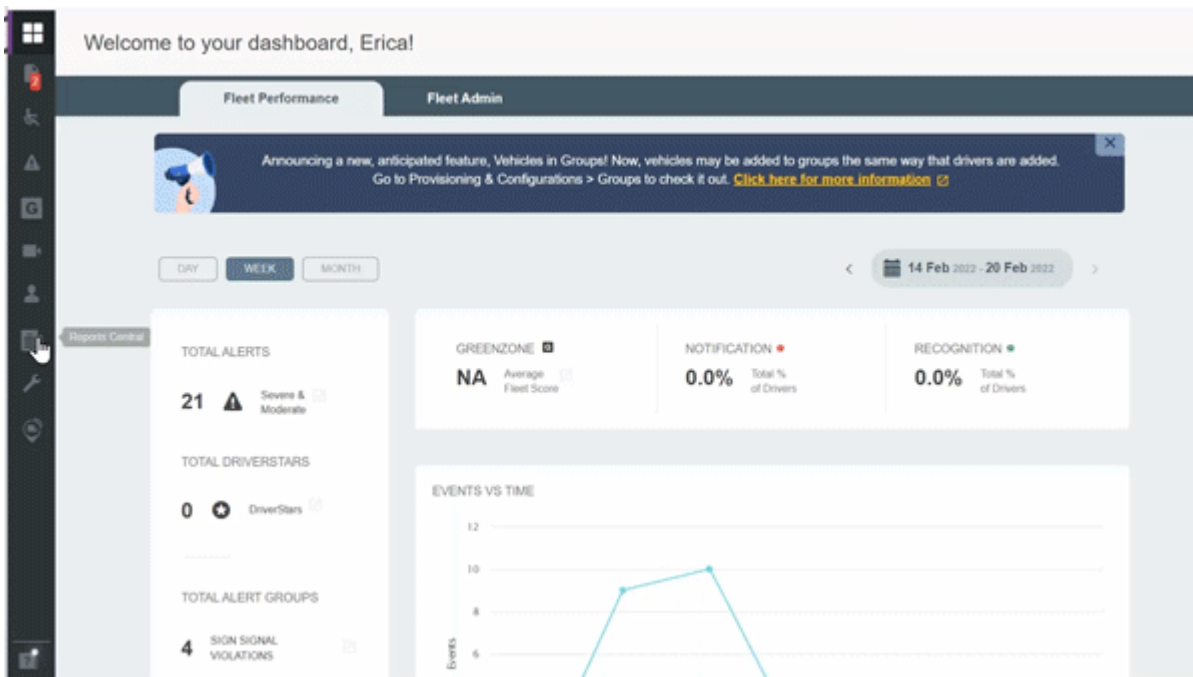 Welcome to your dashboard, Erica!
2
Fleet Performance
Fleet Admin
Announcing a new, anticipated feature, Vehicles in Groups! Now, vehicles may be added to groups the same way that drivers are added.
Go to Provisioning & Configurations > Groups to check it out. Click here for more information
G
DAY
WEEK
MONTH
14 Feb 2022 - 20 Feb 2022
Reports Central
TOTAL ALERTS
21
Severe &
Moderate
TOTAL DRIVERSTARS
0
DriverStars
TOTAL ALERT GROUPS
4
SIGN SIGNAL
VIOLATIONS
GREENZONE G
NA
Average
Fleet Score
NOTIFICATION
0.0%
Total %
of Drivers
RECOGNITION
0.0%
Total %
of Drivers
EVENTS VS TIME
12
10
8
6
Events